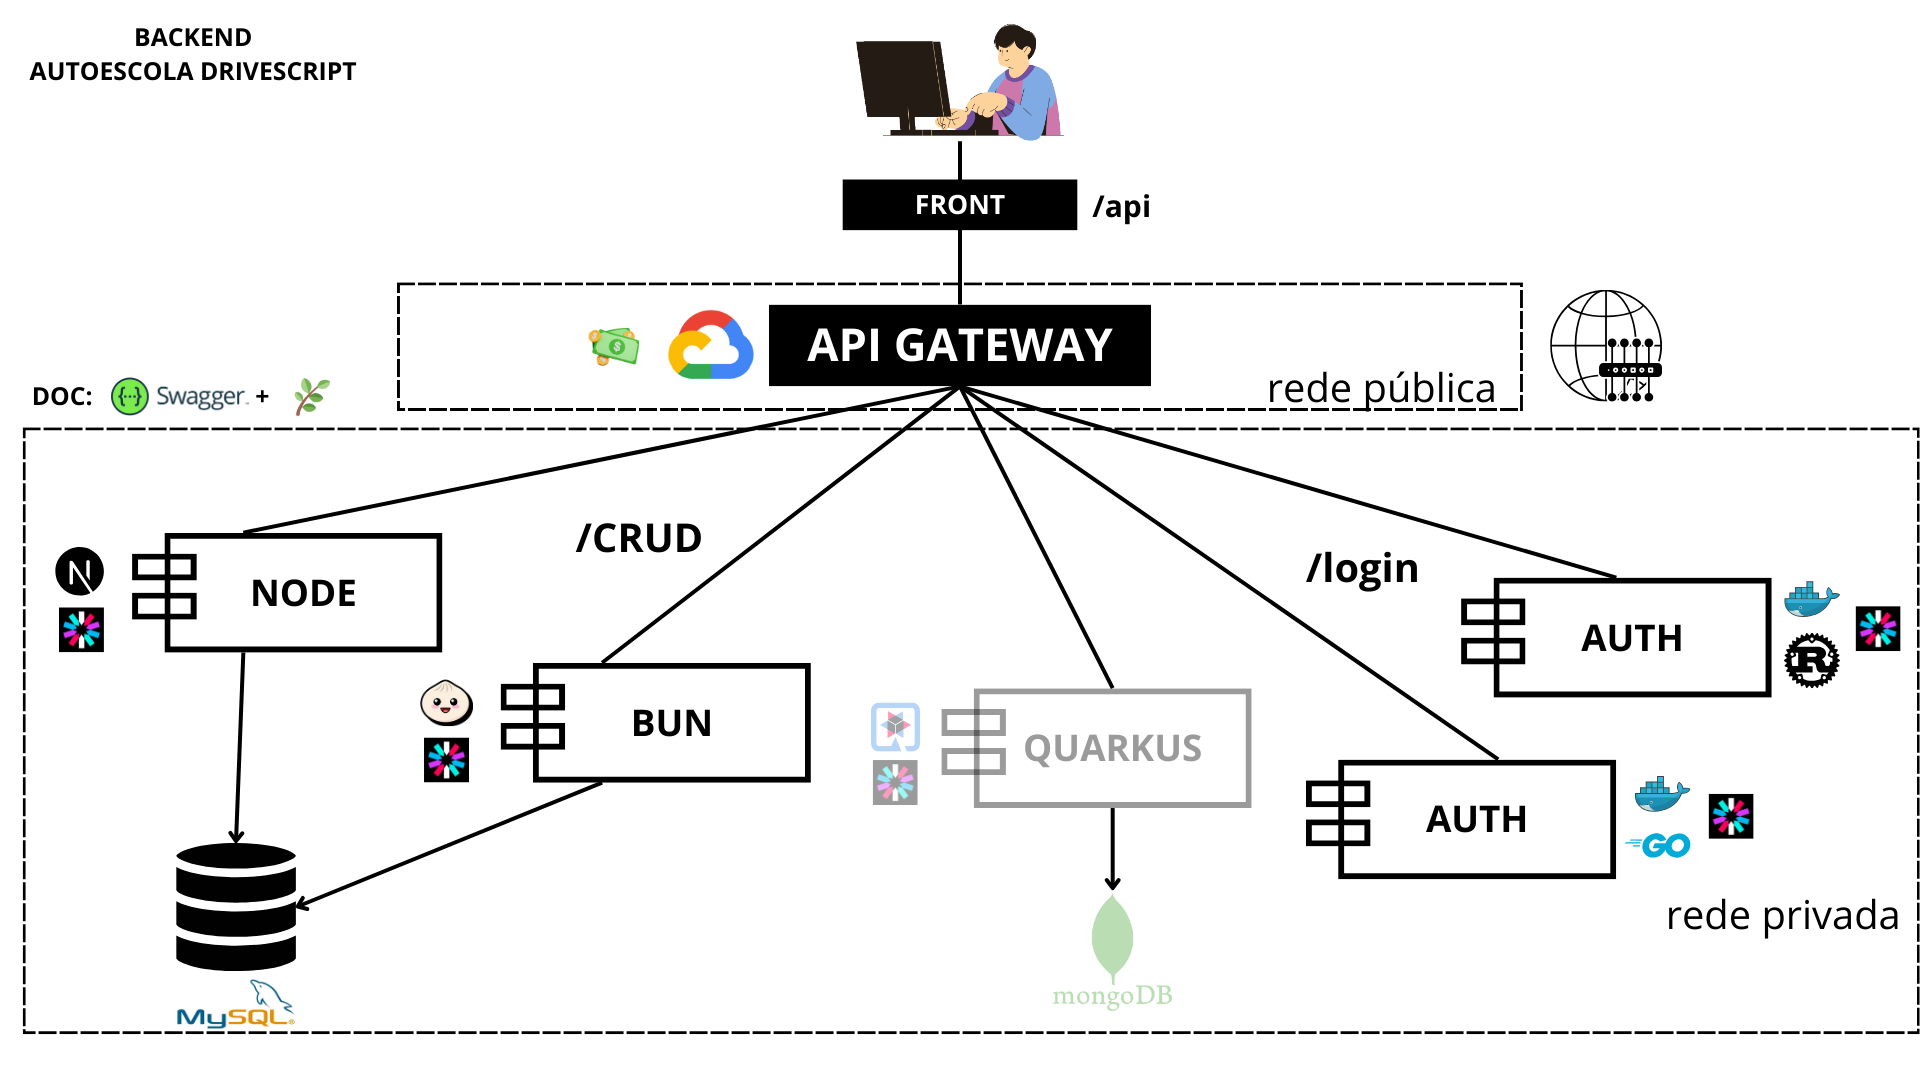 BACKEND
AUTOESCOLA DRIVESCRIPT
FRONT
/api
API GATEWAY
rede pública
DOC:
Swagger
+
/CRUD
/login
N
NODE
BUN
QUARKUS
AUTH
R
AUTH
GO
rede privada
mongoDB
MySQL